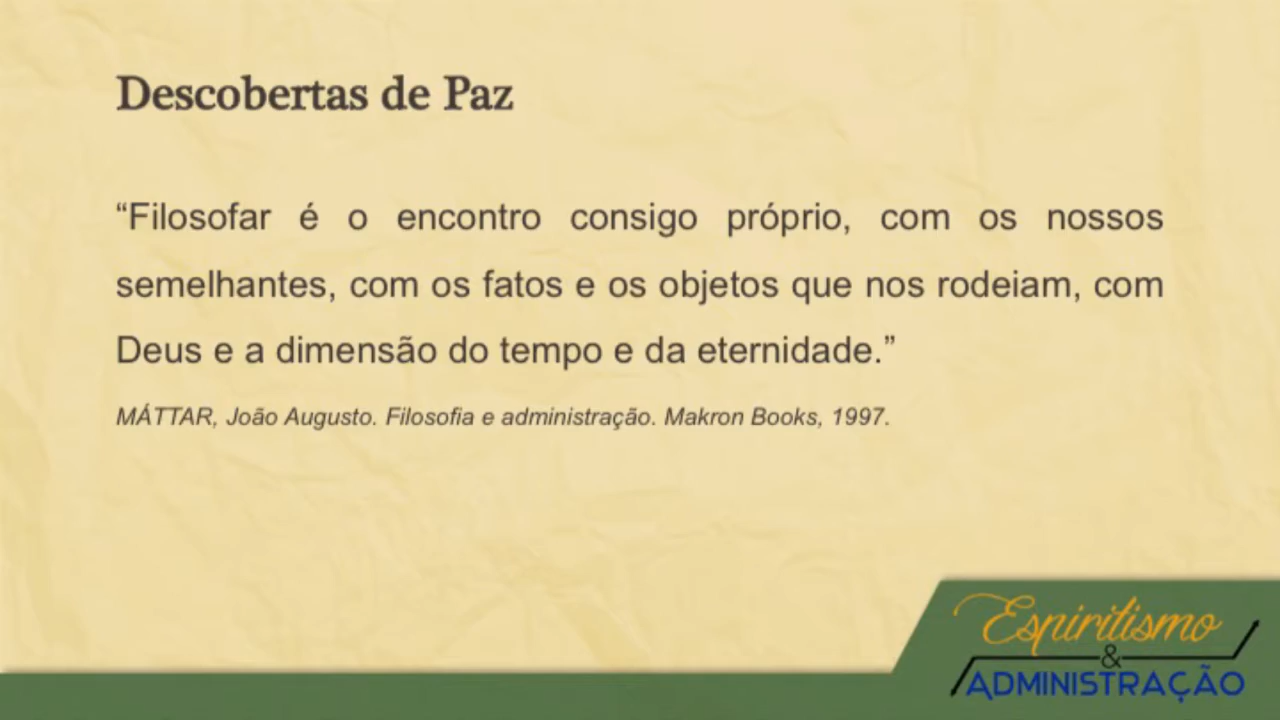 Descobertas de Paz
“Filosofar é o encontro consigo próprio, com os nossos
semelhantes, com os fatos e os objetos que nos rodeiam, com
Deus e a dimensão do tempo e da eternidade.”
MÁTTAR, João Augusto. Filosofia e administração. Makron Books, 1997.
Espiritismo
&
ADMINISTRAÇÃO